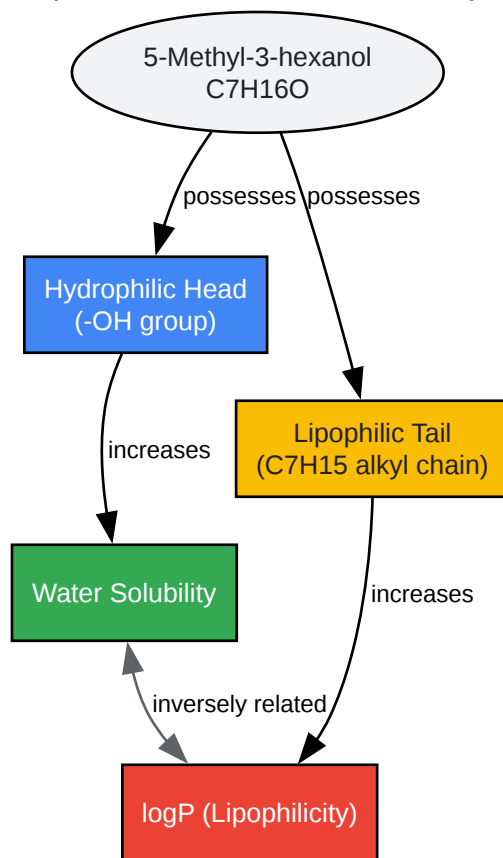 5-Methyl-3-hexanol
C7H16O
possesses
possesses
Hydrophilic Head
(-OH group)
Lipophilic Tail
(C7H15 alkyl chain)
increases
increases
Water Solubility
inversely related
logP (Lipophilicity)